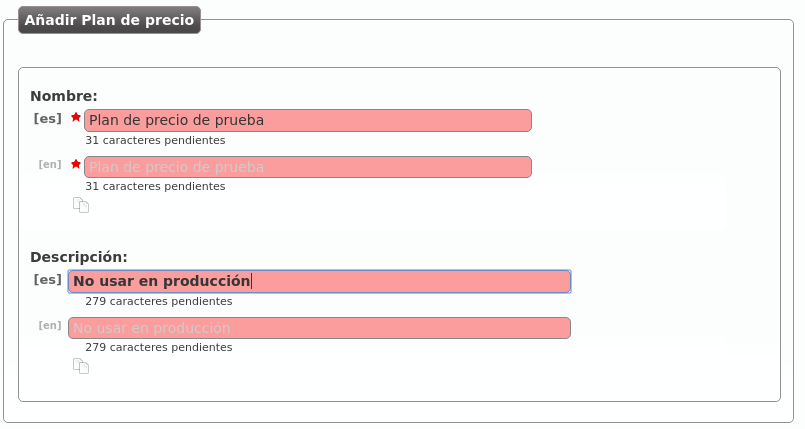 Añadir Plan de precio
Nombre:
[es] Plan de precio de prueba
31 caracteres pendientes
[en] Plan de precio de prueba
31 caracteres pendientes
Descripción:
[es] No usar en producción
279 caracteres pendientes
[en] No usar en producción
279 caracteres pendientes